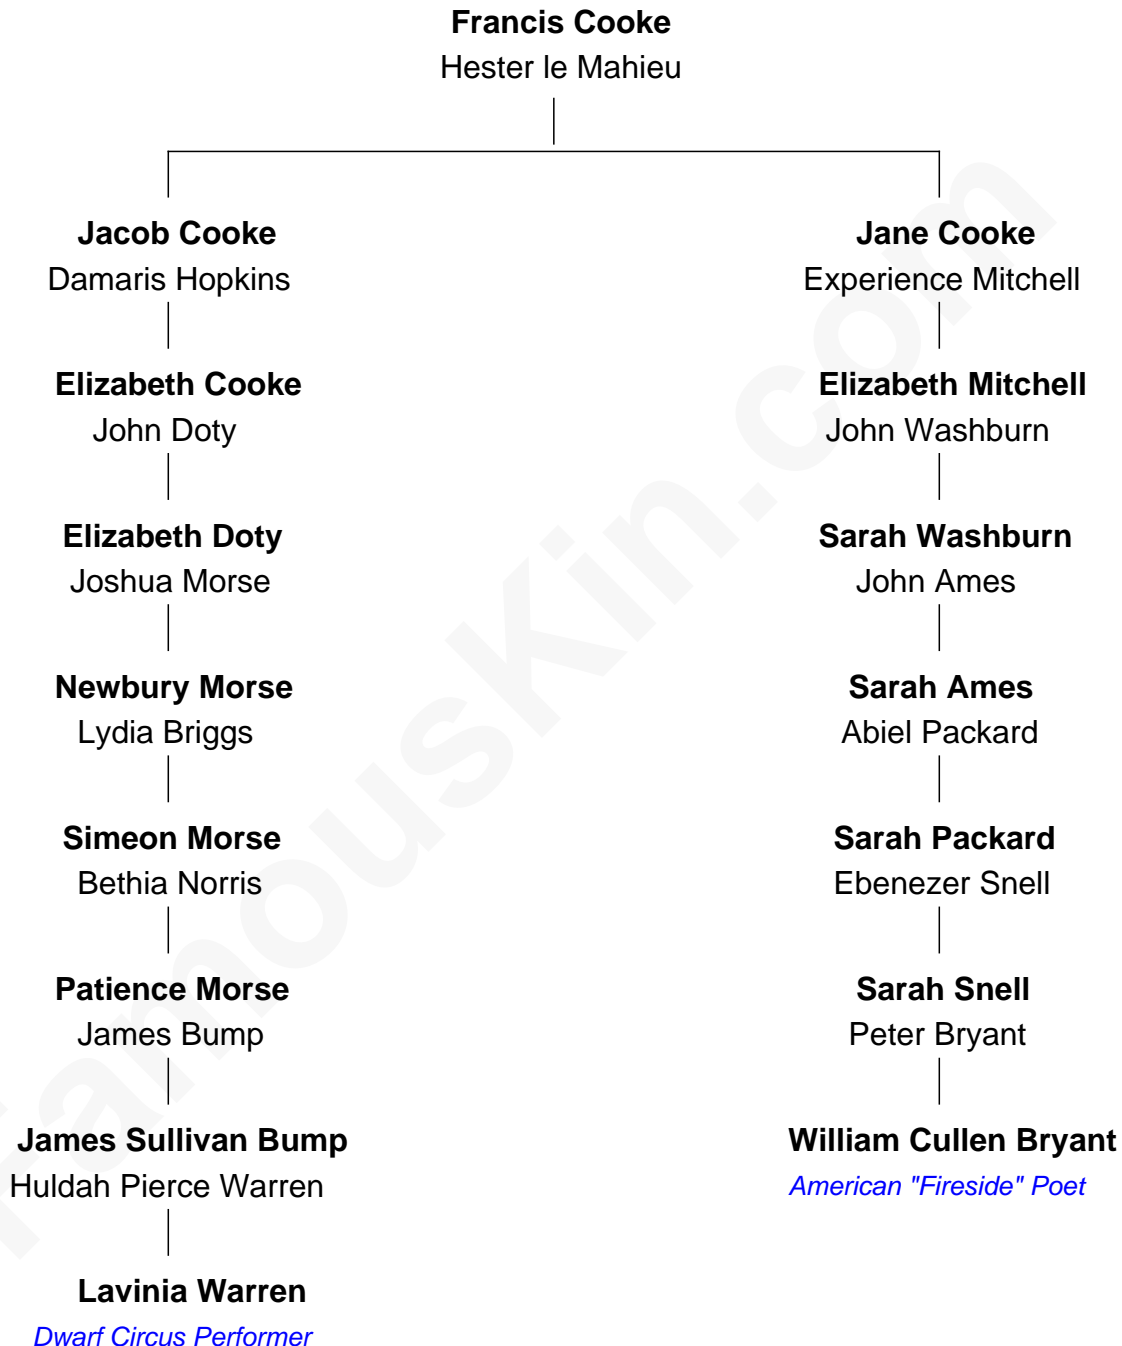 Francis Cooke
Hester le Mahieu
Jacob Cooke
Damaris Hopkins
Jane Cooke
Experience Mitchell
Elizabeth Cooke
John Doty
Elizabeth Mitchell
John Washburn
Elizabeth Doty
Joshua Morse
Sarah Washburn
John Ames
Newbury Morse
Lydia Briggs
Sarah Ames
Abiel Packard
Simeon Morse
Bethia Norris
Sarah Packard
Ebenezer Snell
Patience Morse
James Bump
Sarah Snell
Peter Bryant
James Sullivan Bump
Huldah Pierce Warren
William Cullen Bryant
American "Fireside" Poet
Lavinia Warren
Dwarf Circus Performer
FamousKin.com